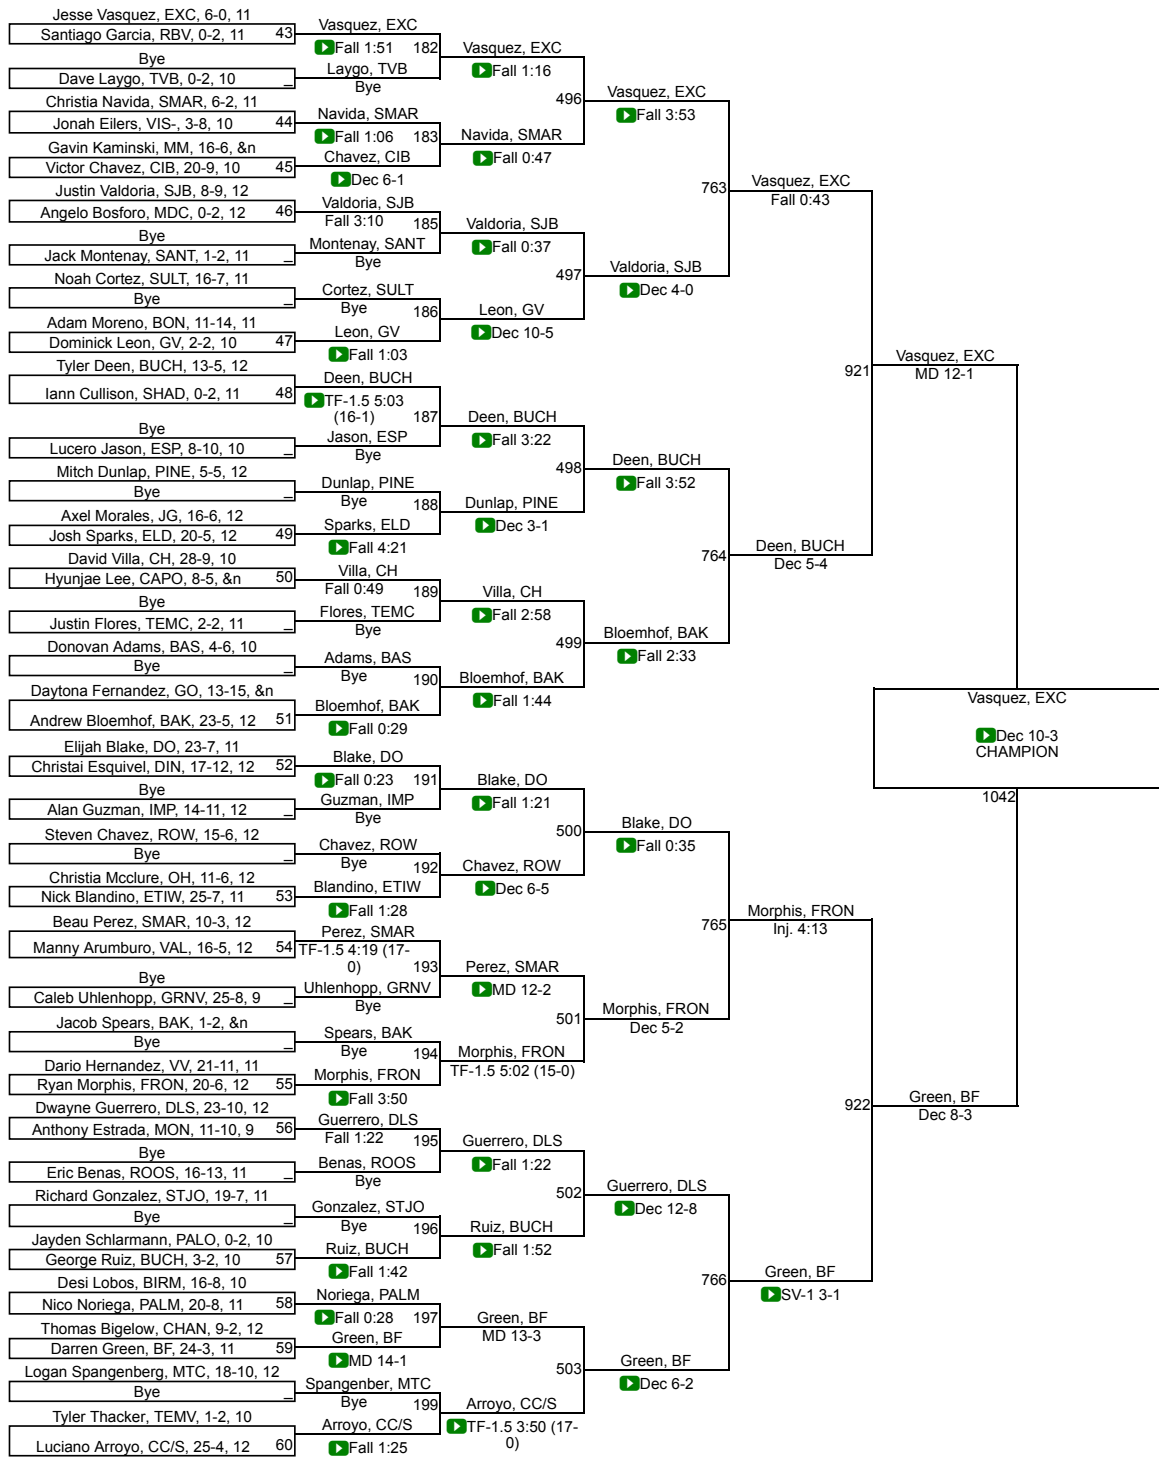 Jesse Vasquez, EXC, 6-0, 11
Santiago Garcia, RBV, 0-2, 11 43
Bye
Dave Laygo, TVB, 0-2, 10 _
Christia Navida, SMAR, 6-2, 11
Jonah Eilers, VIS-, 3-8, 10 44
Gavin Kaminski, MM, 16-6, &n
Victor Chavez, CIB, 20-9, 10 45
Justin Valdoria, SJB, 8-9, 12
Angelo Bosforo, MDC, 0-2, 12 46
Bye
Jack Montenay, SANT, 1-2, 11 _
Noah Cortez, SULT, 16-7, 11
Bye _
Adam Moreno, BON, 11-14, 11
Dominick Leon, GV, 2-2, 10 47
Tyler Deen, BUCH, 13-5, 12
Iann Cullison, SHAD, 0-2, 11 48
Bye
Lucero Jason, ESP, 8-10, 10 _
Mitch Dunlap, PINE, 5-5, 12
Bye _
Axel Morales, JG, 16-6, 12
Josh Sparks, ELD, 20-5, 12 49
David Villa, CH, 28-9, 10
Hyunjae Lee, CAPO, 8-5, &n 50
Bye
Justin Flores, TEMC, 2-2, 11 _
Donovan Adams, BAS, 4-6, 10
Bye _
Daytona Fernandez, GO, 13-15, &n
Andrew Bloemhof, BAK, 23-5, 12 51
Elijah Blake, DO, 23-7, 11
Christai Esquivel, DIN, 17-12, 12 52
Bye
Alan Guzman, IMP, 14-11, 12 _
Steven Chavez, ROW, 15-6, 12
Bye _
Christia Mcclure, OH, 11-6, 12
Nick Blandino, ETIW, 25-7, 11 53
Beau Perez, SMAR, 10-3, 12
Manny Arumburo, VAL, 16-5, 12 54
Bye
Caleb Uhlenhopp, GRNV, 25-8, 9 _
Jacob Spears, BAK, 1-2, &n
Bye _
Dario Hernandez, VV, 21-11, 11
Ryan Morphis, FRON, 20-6, 12 55
Dwayne Guerrero, DLS, 23-10, 12
Anthony Estrada, MON, 11-10, 9 56
Bye
Eric Benas, ROOS, 16-13, 11 _
Richard Gonzalez, STJO, 19-7, 11
Bye _
Jayden Schlarmann, PALO, 0-2, 10
George Ruiz, BUCH, 3-2, 10 57
Desi Lobos, BIRM, 16-8, 10
Nico Noriega, PALM, 20-8, 11 58
Thomas Bigelow, CHAN, 9-2, 12
Darren Green, BF, 24-3, 11 59
Logan Spangenberg, MTC, 18-10, 12
Bye _
Tyler Thacker, TEMV, 1-2, 10
Luciano Arroyo, CC/S, 25-4, 12 60
Vasquez, EXC
Fall 1:51 182
Laygo, TVB
Bye
Navida, SMAR
Fall 1:06 183
Chavez, CIB
Dec 6-1
Valdoria, SJB
Fall 3:10 185
Montenay, SANT
Bye
Cortez, SULT
Bye 186
Leon, GV
Fall 1:03
Deen, BUCH
TF-1.5 5:03
(16-1) 187
Jason, ESP
Bye
Dunlap, PINE
Bye 188
Sparks, ELD
Fall 4:21
Villa, CH
Fall 0:49 189
Flores, TEMC
Bye
Adams, BAS
Bye 190
Bloemhof, BAK
Fall 0:29
Blake, DO
Fall 0:23 191
Guzman, IMP
Bye
Chavez, ROW
Bye 192
Blandino, ETIW
Fall 1:28
Perez, SMAR
TF-1.5 4:19 (17-
0) 193
Uhlenhopp, GRNV
Bye
Spears, BAK
Bye 194
Morphis, FRON
Fall 3:50
Guerrero, DLS
Fall 1:22 195
Benas, ROOS
Bye
Gonzalez, STJO
Bye 196
Ruiz, BUCH
Fall 1:42
Noriega, PALM
Fall 0:28 197
Green, BF
MD 14-1
Spangenber, MTC
Bye 199
Arroyo, CC/S
Fall 1:25
Vasquez, EXC
Fall 1:16
496
Navida, SMAR
Fall 0:47
Valdoria, SJB
Fall 0:37
497
Leon, GV
Dec 10-5
Deen, BUCH
Fall 3:22
498
Dunlap, PINE
Dec 3-1
Villa, CH
Fall 2:58
499
Bloemhof, BAK
Fall 1:44
Blake, DO
Fall 1:21
500
Chavez, ROW
Dec 6-5
Perez, SMAR
MD 12-2
501
Morphis, FRON
TF-1.5 5:02 (15-0)
Guerrero, DLS
Fall 1:22
502
Ruiz, BUCH
Fall 1:52
Green, BF
MD 13-3
503
Arroyo, CC/S
TF-1.5 3:50 (17-
0)
Vasquez, EXC
Fall 3:53
763
Valdoria, SJB
Dec 4-0
Deen, BUCH
Fall 3:52
764
Bloemhof, BAK
Fall 2:33
Blake, DO
Fall 0:35
765
Morphis, FRON
Dec 5-2
Guerrero, DLS
Dec 12-8
766
Green, BF
Dec 6-2
Vasquez, EXC
Fall 0:43
921
Deen, BUCH
Dec 5-4
Morphis, FRON
Inj. 4:13
922
Green, BF
SV-1 3-1
Vasquez, EXC
MD 12-1
Green, BF
Dec 8-3
Vasquez, EXC
Dec 10-3
CHAMPION
1042